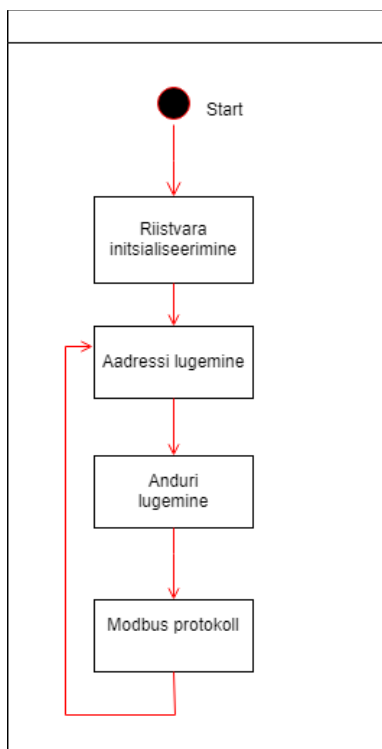 Start
Riistvara
initsialiseerimine
Aadressi lugemine
Anduri
lugemine
Modbus protokoll